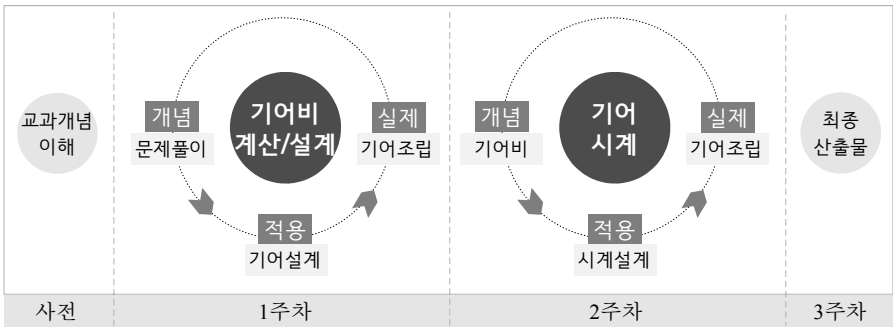 교과개념
이해
개념
문제풀이
기어비
계산/설계
실제
기어조립
적용
기어설계
개념
기어비
기어
시계
실제
기어조립
적용
시계설계
최종
산출물
사전
1주차
2주차
3주차